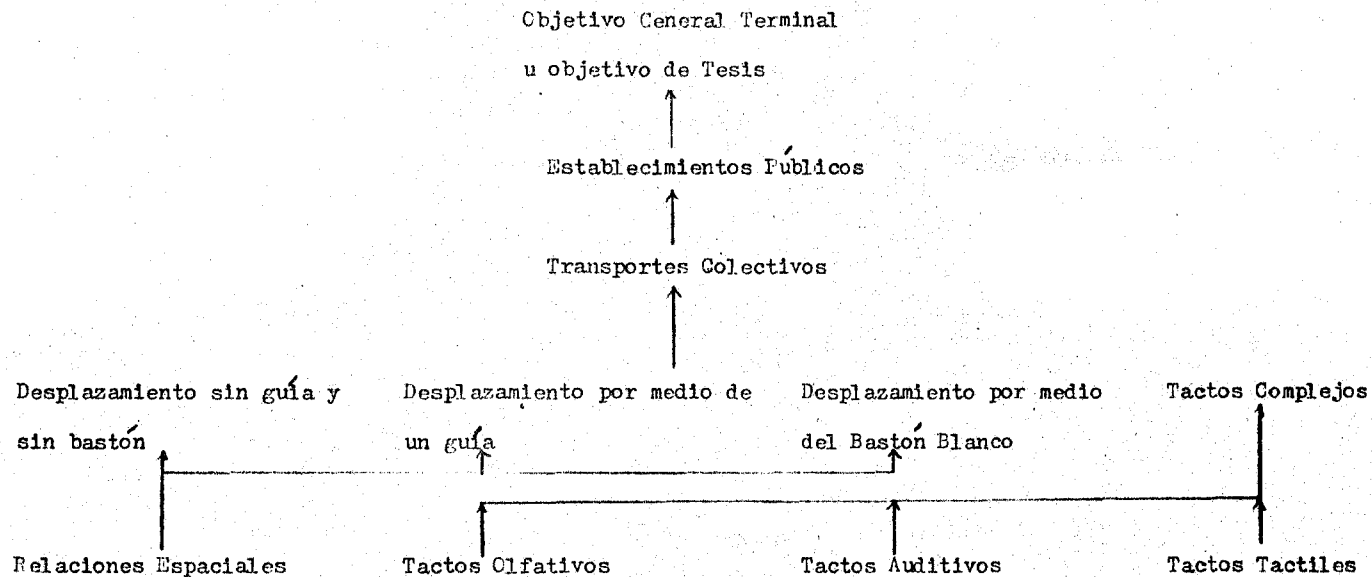 Objetivo General Terminal
u objetivo de Tesis
Establecimientos Públicos
Transportes Colectivos
Desplazamiento sin guía y
sin bastón
Desplazamiento por medio de
un guía
Desplazamiento por medio
del Bastón Blanco
Tactos Complejos
Relaciones Espaciales
Tactos Olfativos
Tactos Auditivos
Tactos Tactiles